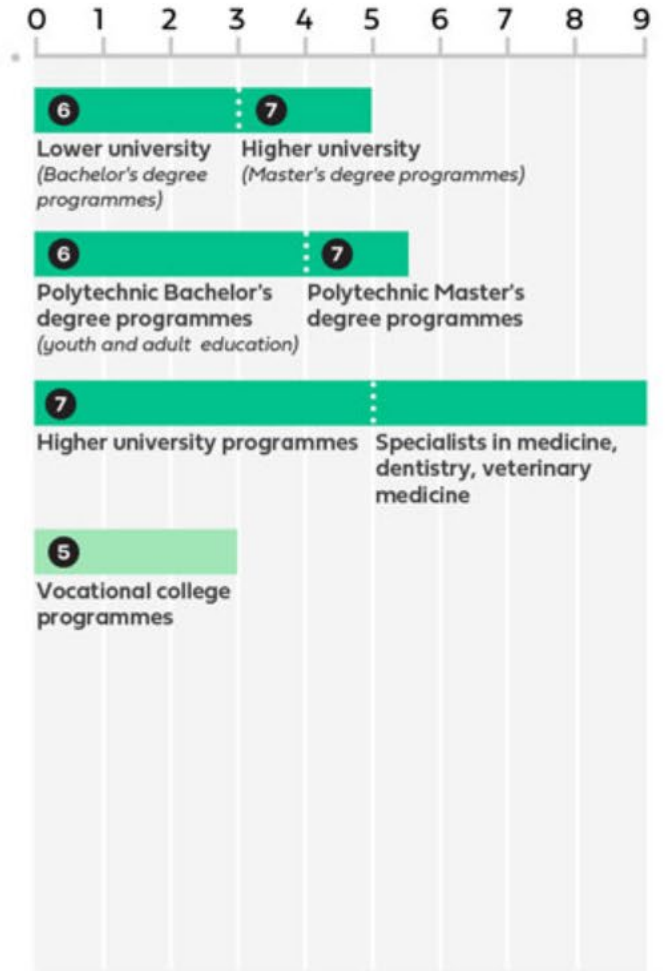 0 1 2 3 4 5 6 7 8 9
6 7
Lower university Higher university
(Bachelor's degree (Master's degree programmes)
programmes)
6 7
Polytechnic Bachelor's Polytechnic Master's
degree programmes degree programmes
(youth and adult education)
7
Higher university programmes Specialists in medicine,
dentistry, veterinary
medicine
5
Vocational college
programmes